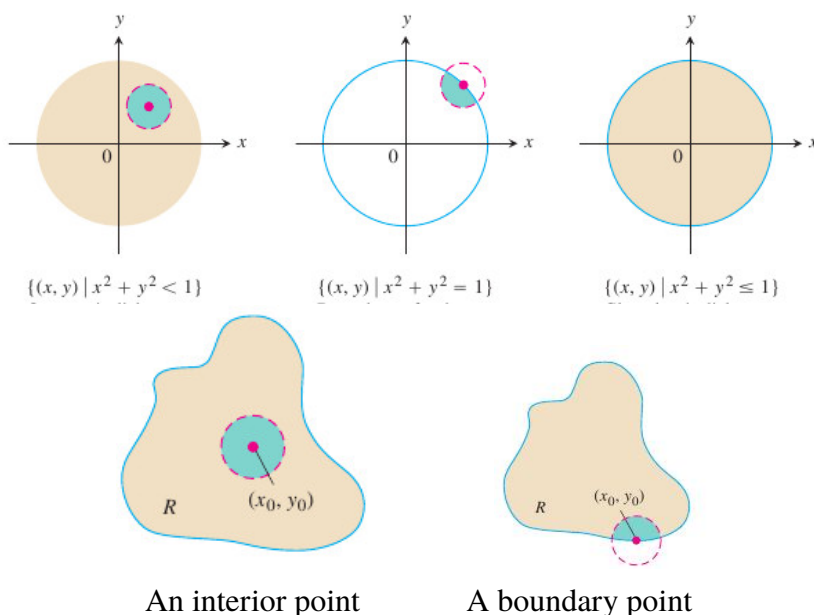 y y y
0 x 0 x 0 x
{(x, y) | x² + y² < 1} {(x, y) | x² + y² = 1} {(x, y) | x² + y² ≤ 1}
R (x₀, y₀) R (x₀, y₀)
An interior point A boundary point